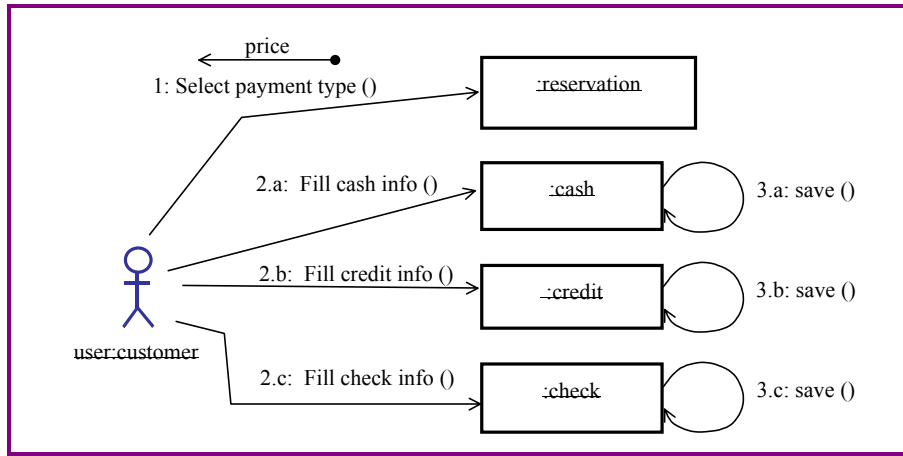 price
1: Select payment type ()
:reservation
2.a: Fill cash info ()
:cash
3.a: save ()
2.b: Fill credit info ()
:credit
3.b: save ()
user:customer
2.c: Fill check info ()
:check
3.c: save ()